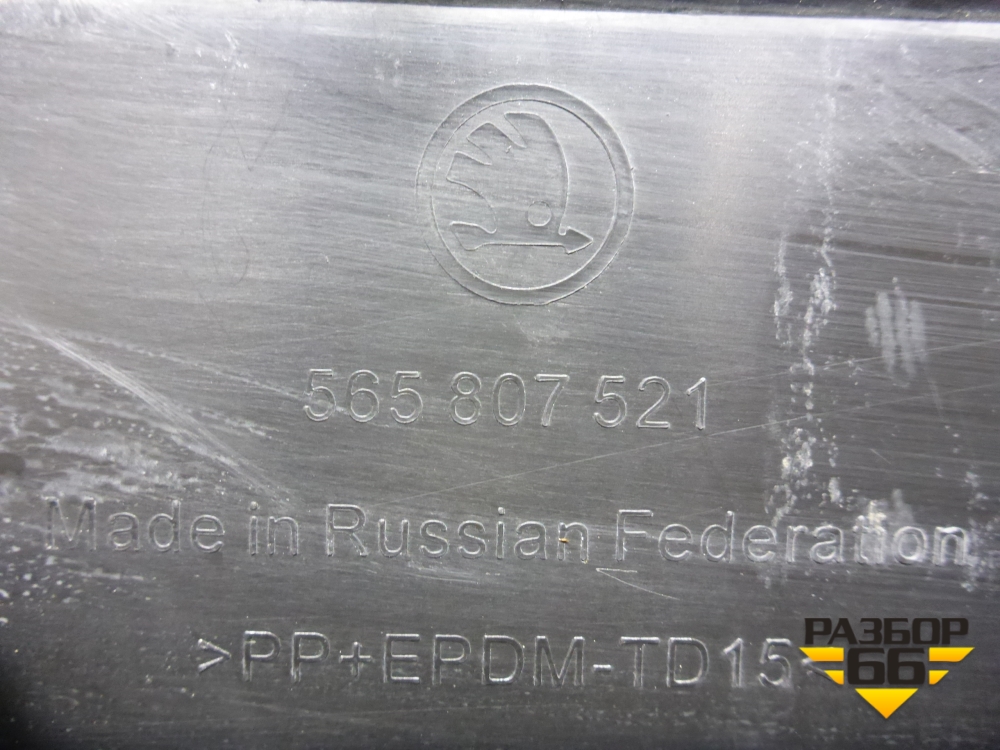 565 807 521
Made in Russian Federation
>PP+EPDM-TD15<
РАЗБОР
66